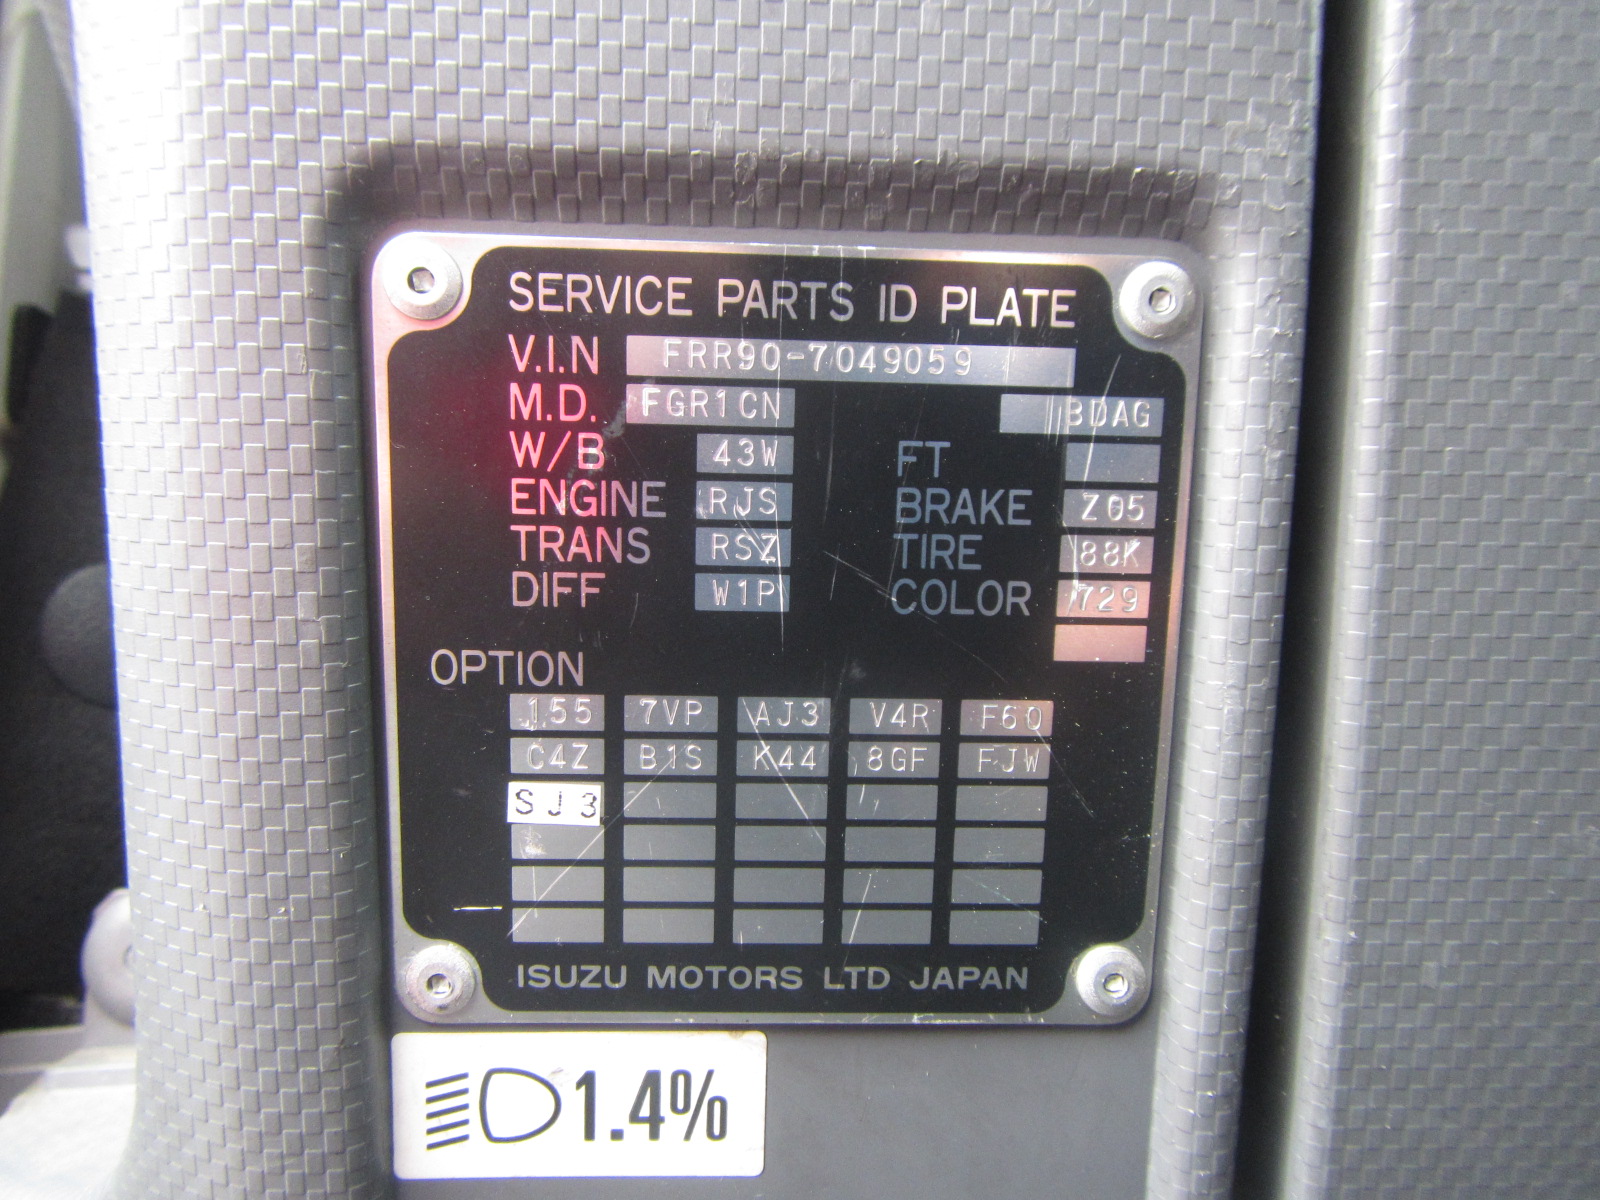 SERVICE PARTS ID PLATE
V.I.N FRR90-7049059
M.D. FGR1CN BDAG
W/B 43W FT
ENGINE RJS BRAKE Z05
TRANS RSZ TIRE 88K
DIFF W1P COLOR 729
OPTION
155 7VP AJ3 V4R F60
C4Z B1S K44 8GF FJW
SJ3
ISUZU MOTORS LTD JAPAN
1.4%